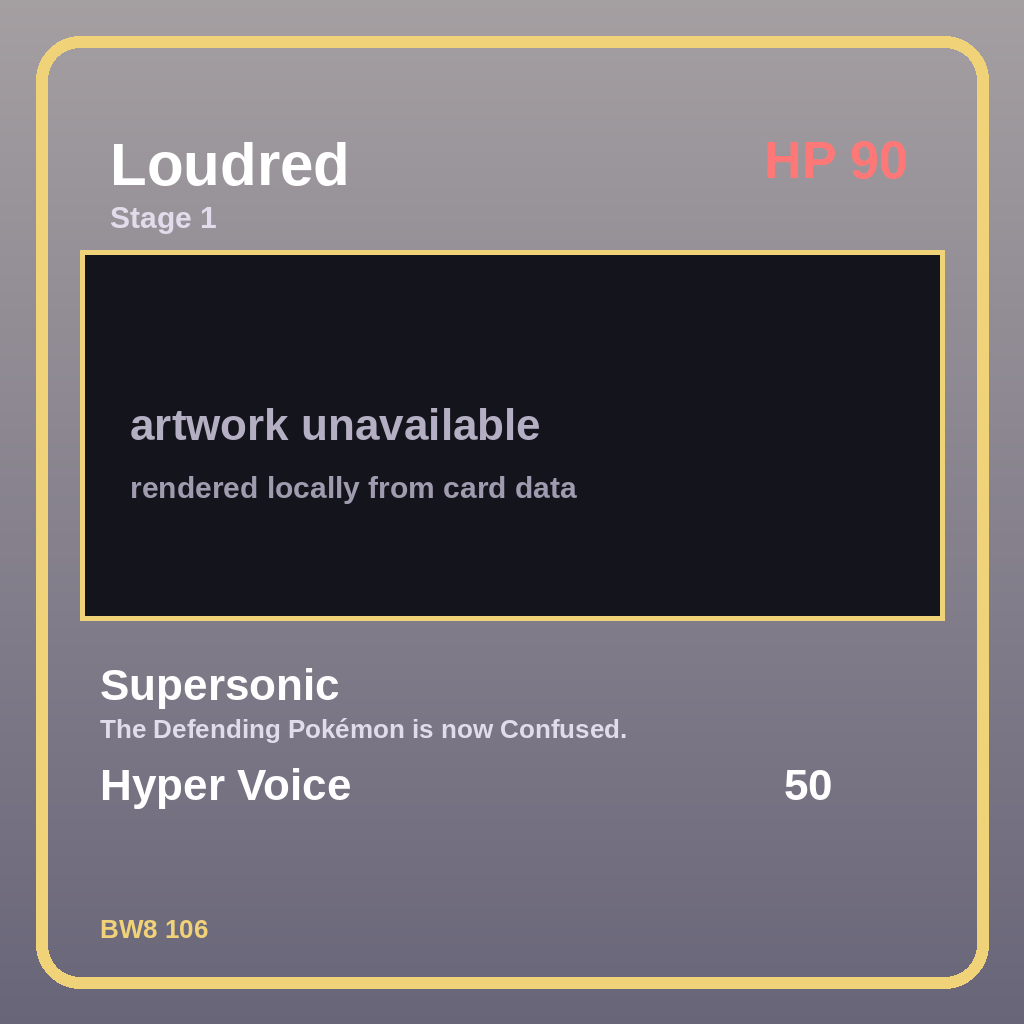 Loudred
HP 90
Stage 1
artwork unavailable
rendered locally from card data
Supersonic
The Defending Pokémon is now Confused.
Hyper Voice 50
BW8 106